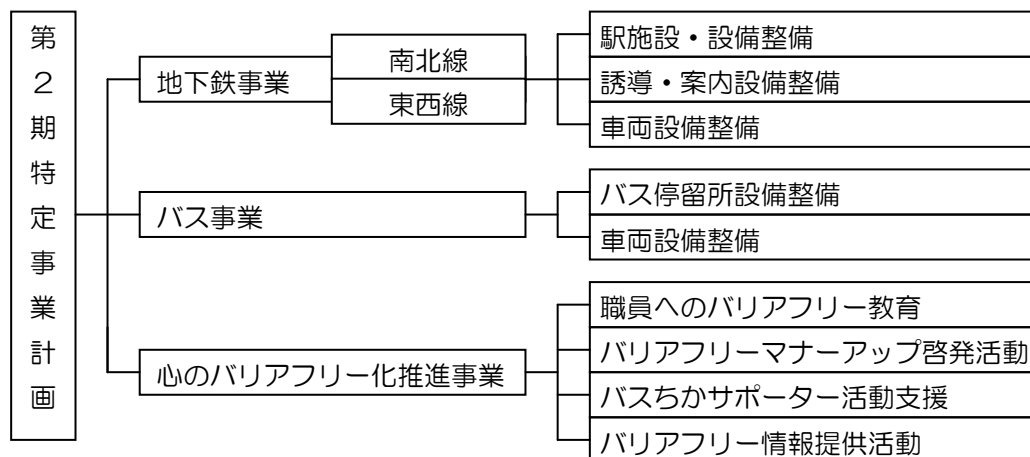 第2期特定事業計画
地下鉄事業
南北線
東西線
駅施設・設備整備
誘導・案内設備整備
車両設備整備
バス事業
バス停留所設備整備
車両設備整備
心のバリアフリー化推進事業
職員へのバリアフリー教育
バリアフリーマナーアップ啓発活動
バスちかサポーター活動支援
バリアフリー情報提供活動